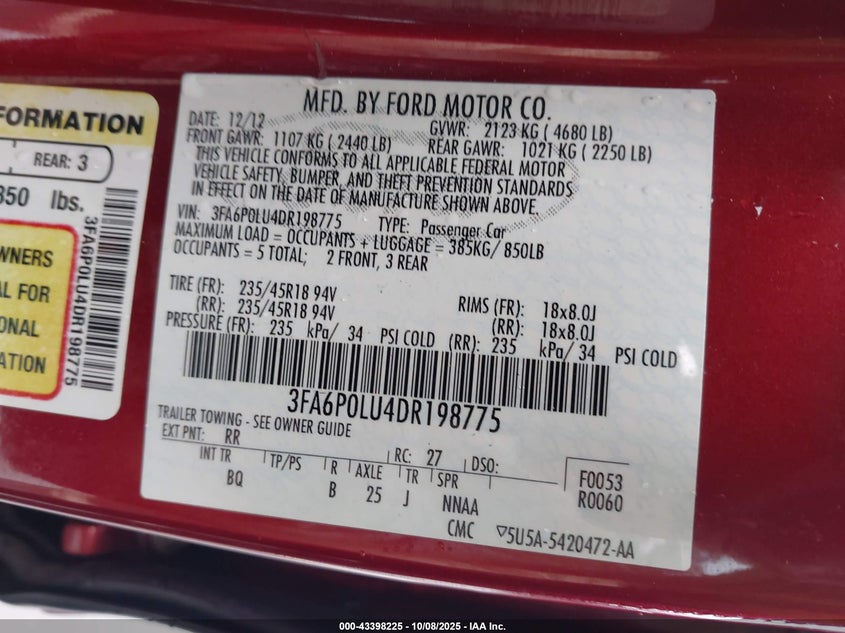 FORMATION
REAR: 3
850 lbs.
3FA6P0LU4DR198775
OWNERS
AL FOR
ONAL
ATION
MFD. BY FORD MOTOR CO.
DATE: 12/12 GVWR: 2123 KG ( 4680 LB)
FRONT GAWR: 1107 KG ( 2440 LB) REAR GAWR: 1021 KG ( 2250 LB)
THIS VEHICLE CONFORMS TO ALL APPLICABLE FEDERAL MOTOR
VEHICLE SAFETY, BUMPER, AND THEFT PREVENTION STANDARDS
IN EFFECT ON THE DATE OF MANUFACTURE SHOWN ABOVE.
VIN: 3FA6P0LU4DR198775 TYPE: Passenger Car
MAXIMUM LOAD = OCCUPANTS + LUGGAGE = 385KG/ 850LB
OCCUPANTS = 5 TOTAL; 2 FRONT, 3 REAR
TIRE (FR): 235/45R18 94V RIMS (FR): 18x8.0J
(RR): 235/45R18 94V (RR): 18x8.0J
PRESSURE (FR): 235 kPa/ 34 PSI COLD (RR): 235 kPa/ 34 PSI COLD
3FA6P0LU4DR198775
TRAILER TOWING - SEE OWNER GUIDE
EXT PNT: RR RC: 27 DSO: F0053
INT TR TP/PS R AXLE TR SPR R0060
BQ B 25 J NNAA
CMC ▽5U5A-5420472-AA
000-43398225 - 10/08/2025 - IAA Inc.